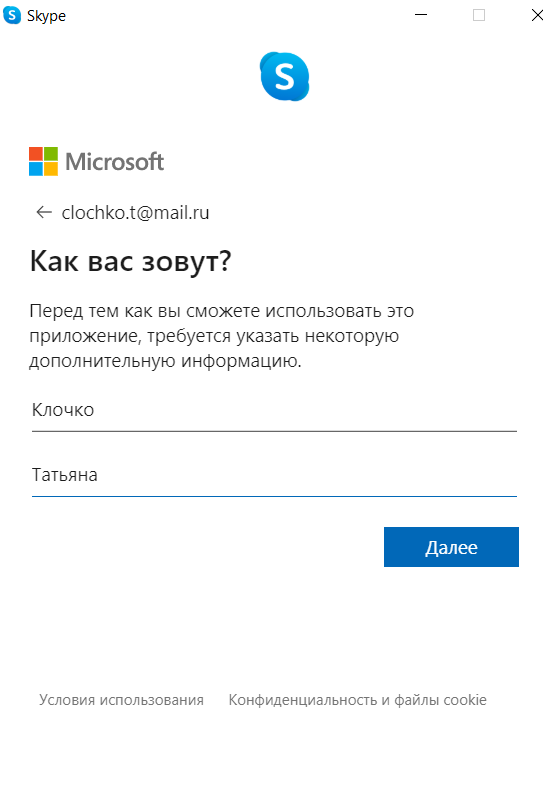 Skype
Microsoft
← clochko.t@mail.ru
Как вас зовут?
Перед тем как вы сможете использовать это
приложение, требуется указать некоторую
дополнительную информацию.
Клочко
Татьяна
Далее
Условия использования Конфиденциальность и файлы cookie